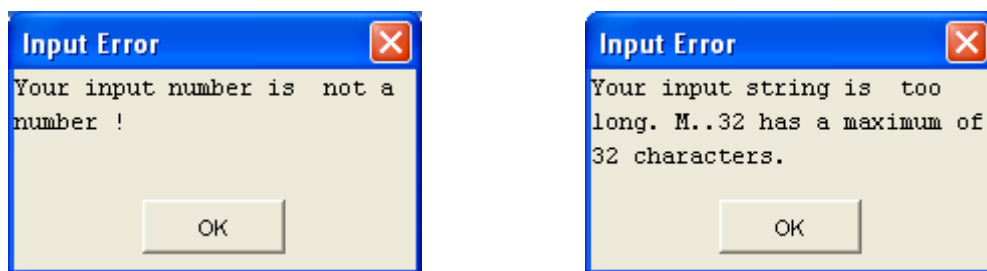 Input Error
Your input number is  not a
number !
OK
Input Error
Your input string is  too
long. M..32 has a maximum of
32 characters.
OK